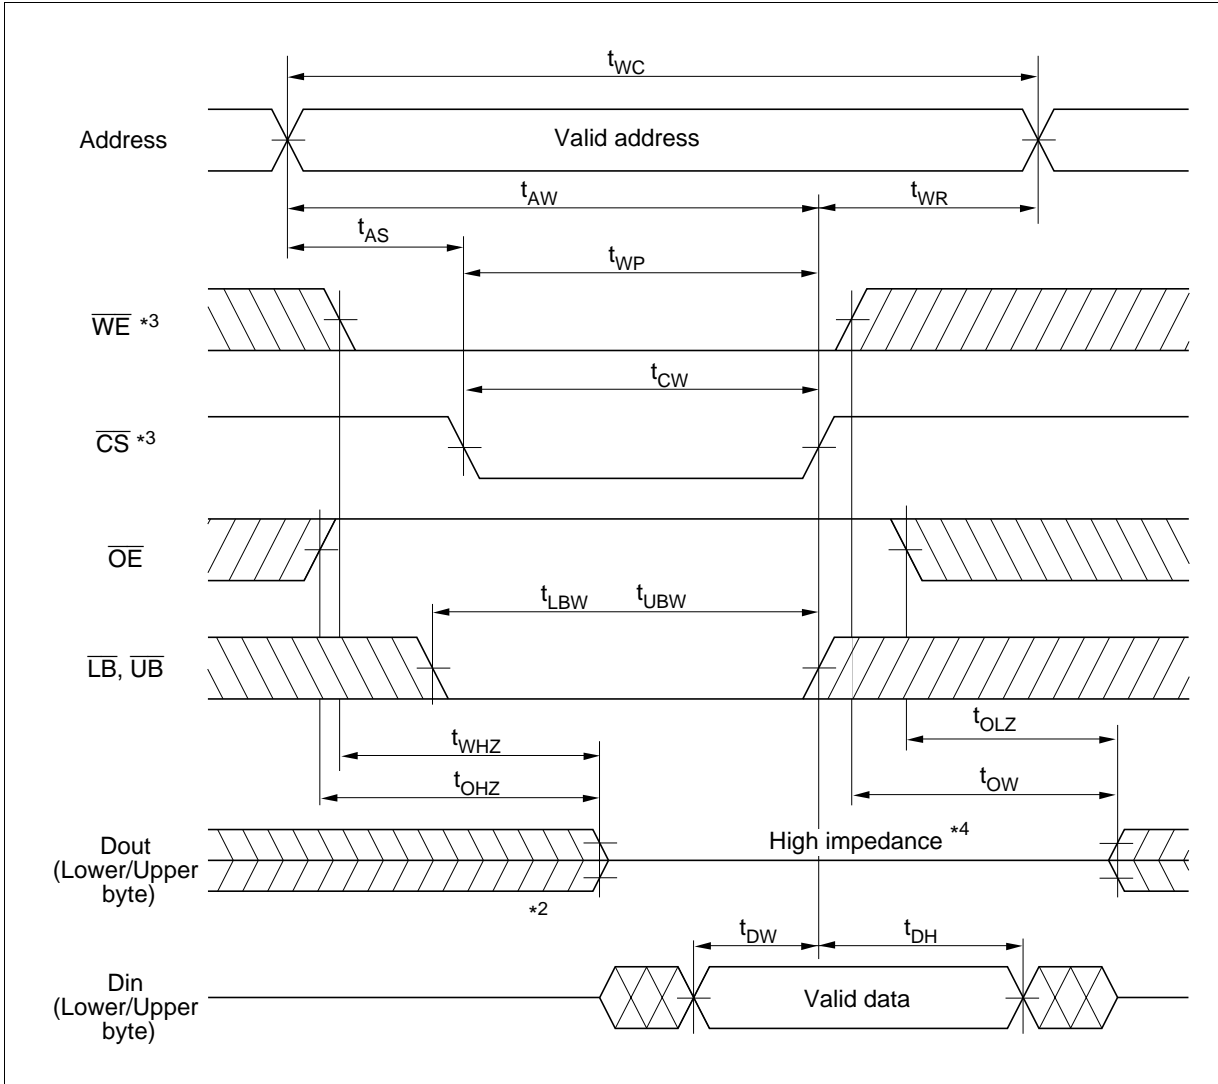 tWC
Address
Valid address
tAW
tWR
tAS
tWP
WE *3
tCW
CS *3
OE
tLBW tUBW
LB, UB
tOLZ
tWHZ
tOW
tOHZ
High impedance *4
Dout
(Lower/Upper
byte)
*2
tDW
tDH
Din
(Lower/Upper
byte)
Valid data